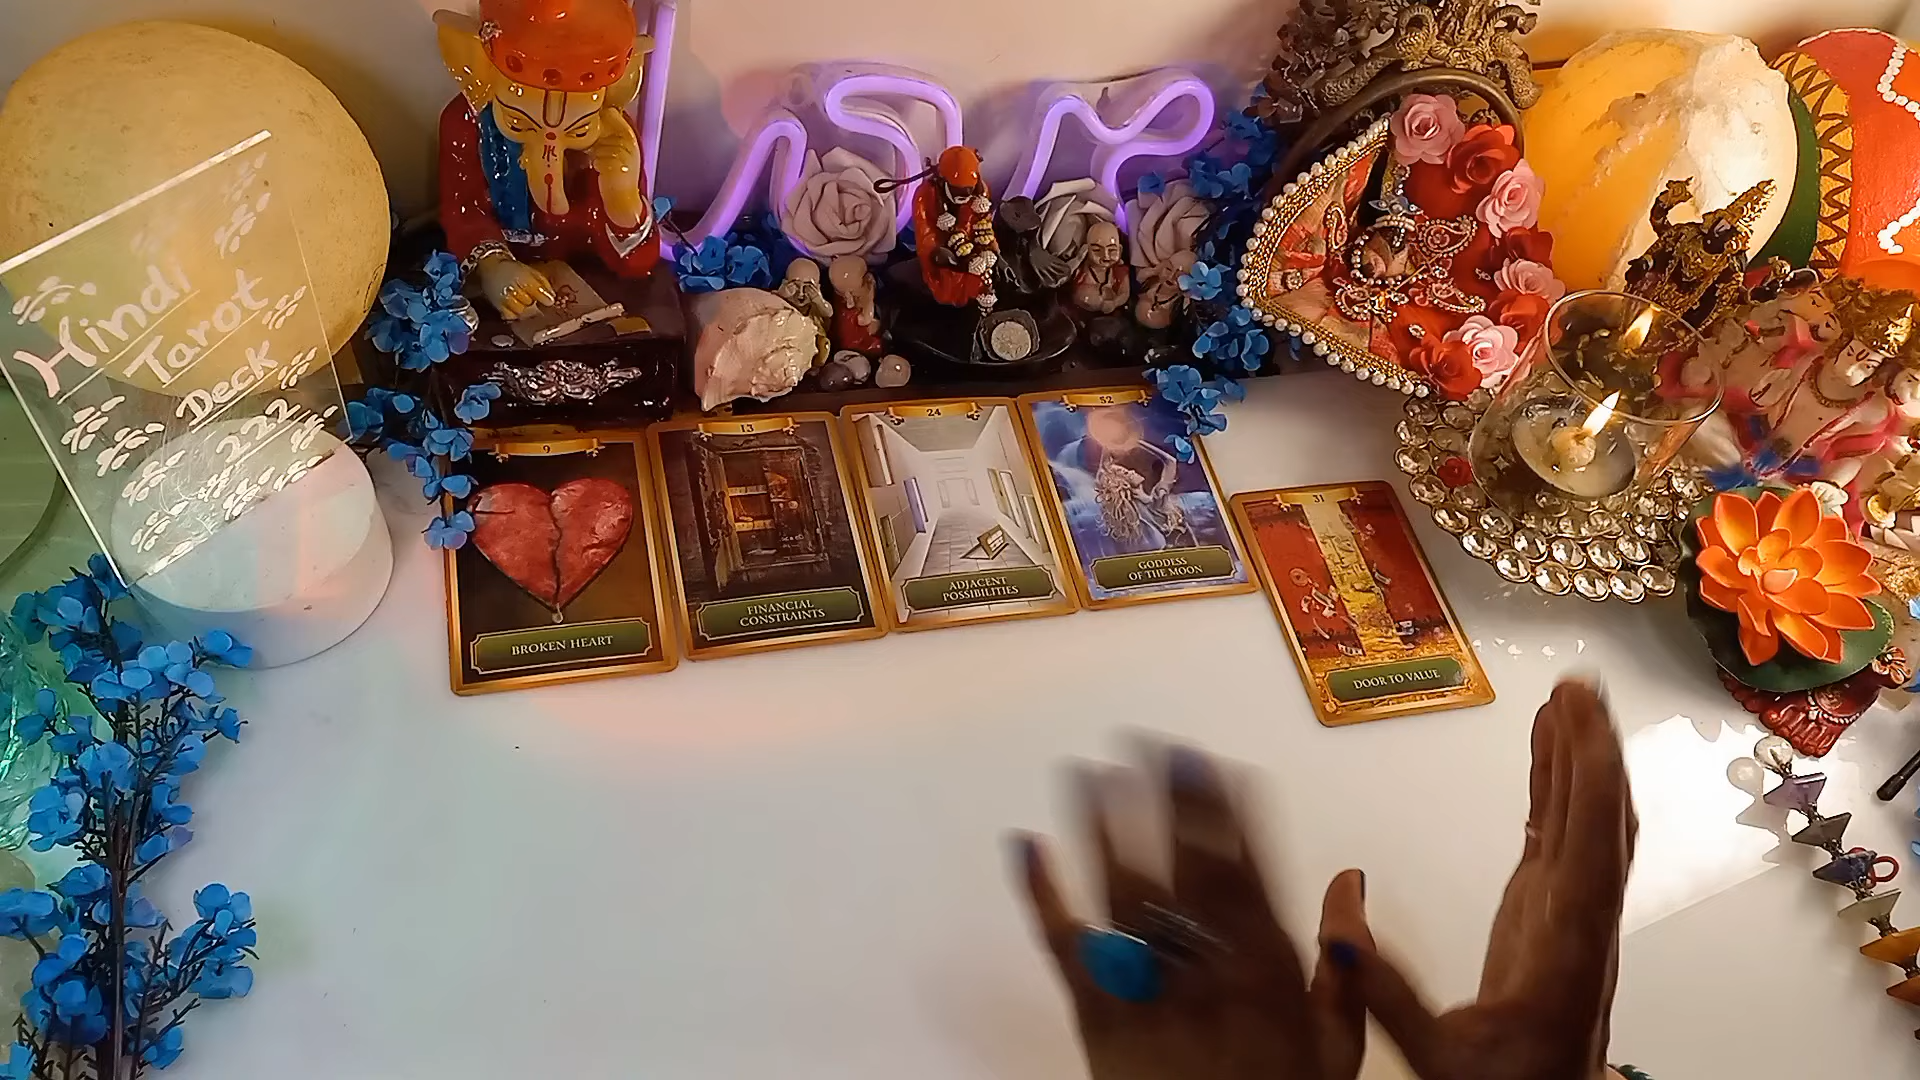 Hindi
Tarot
Deck
222
9
BROKEN HEART
13
FINANCIAL
CONSTRAINTS
24
ADJACENT
POSSIBILITIES
52
GODDESS
OF THE MOON
31
DOOR TO VALUE